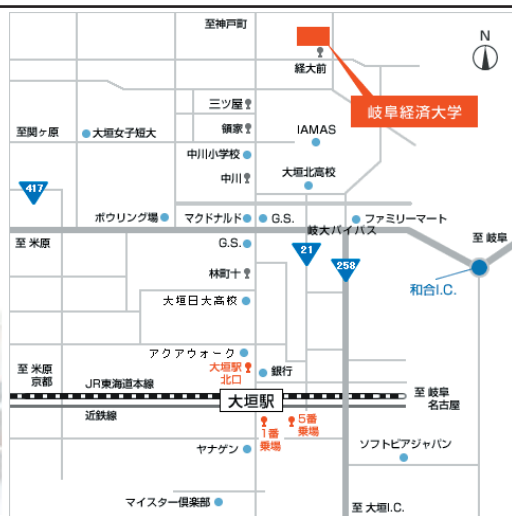 至神戸町
N
経大前
三ツ屋
岐阜経済大学
領家
至関ヶ原
大垣女子短大
IAMAS
中川小学校
中川
大垣北高校
417
ボウリング場
マクドナルド
G.S.
ファミリーマート
岐大バイパス
至 米原
G.S.
21
至 岐阜
258
林町十
和合I.C.
大垣日大高校
アクアウォーク
大垣駅
北口
銀行
至 米原
京都
JR東海道本線
至 岐阜
名古屋
大垣駅
近鉄線
1番
乗場
5番
乗場
ヤナゲン
ソフトピアジャパン
マイスター倶楽部
至 大垣I.C.